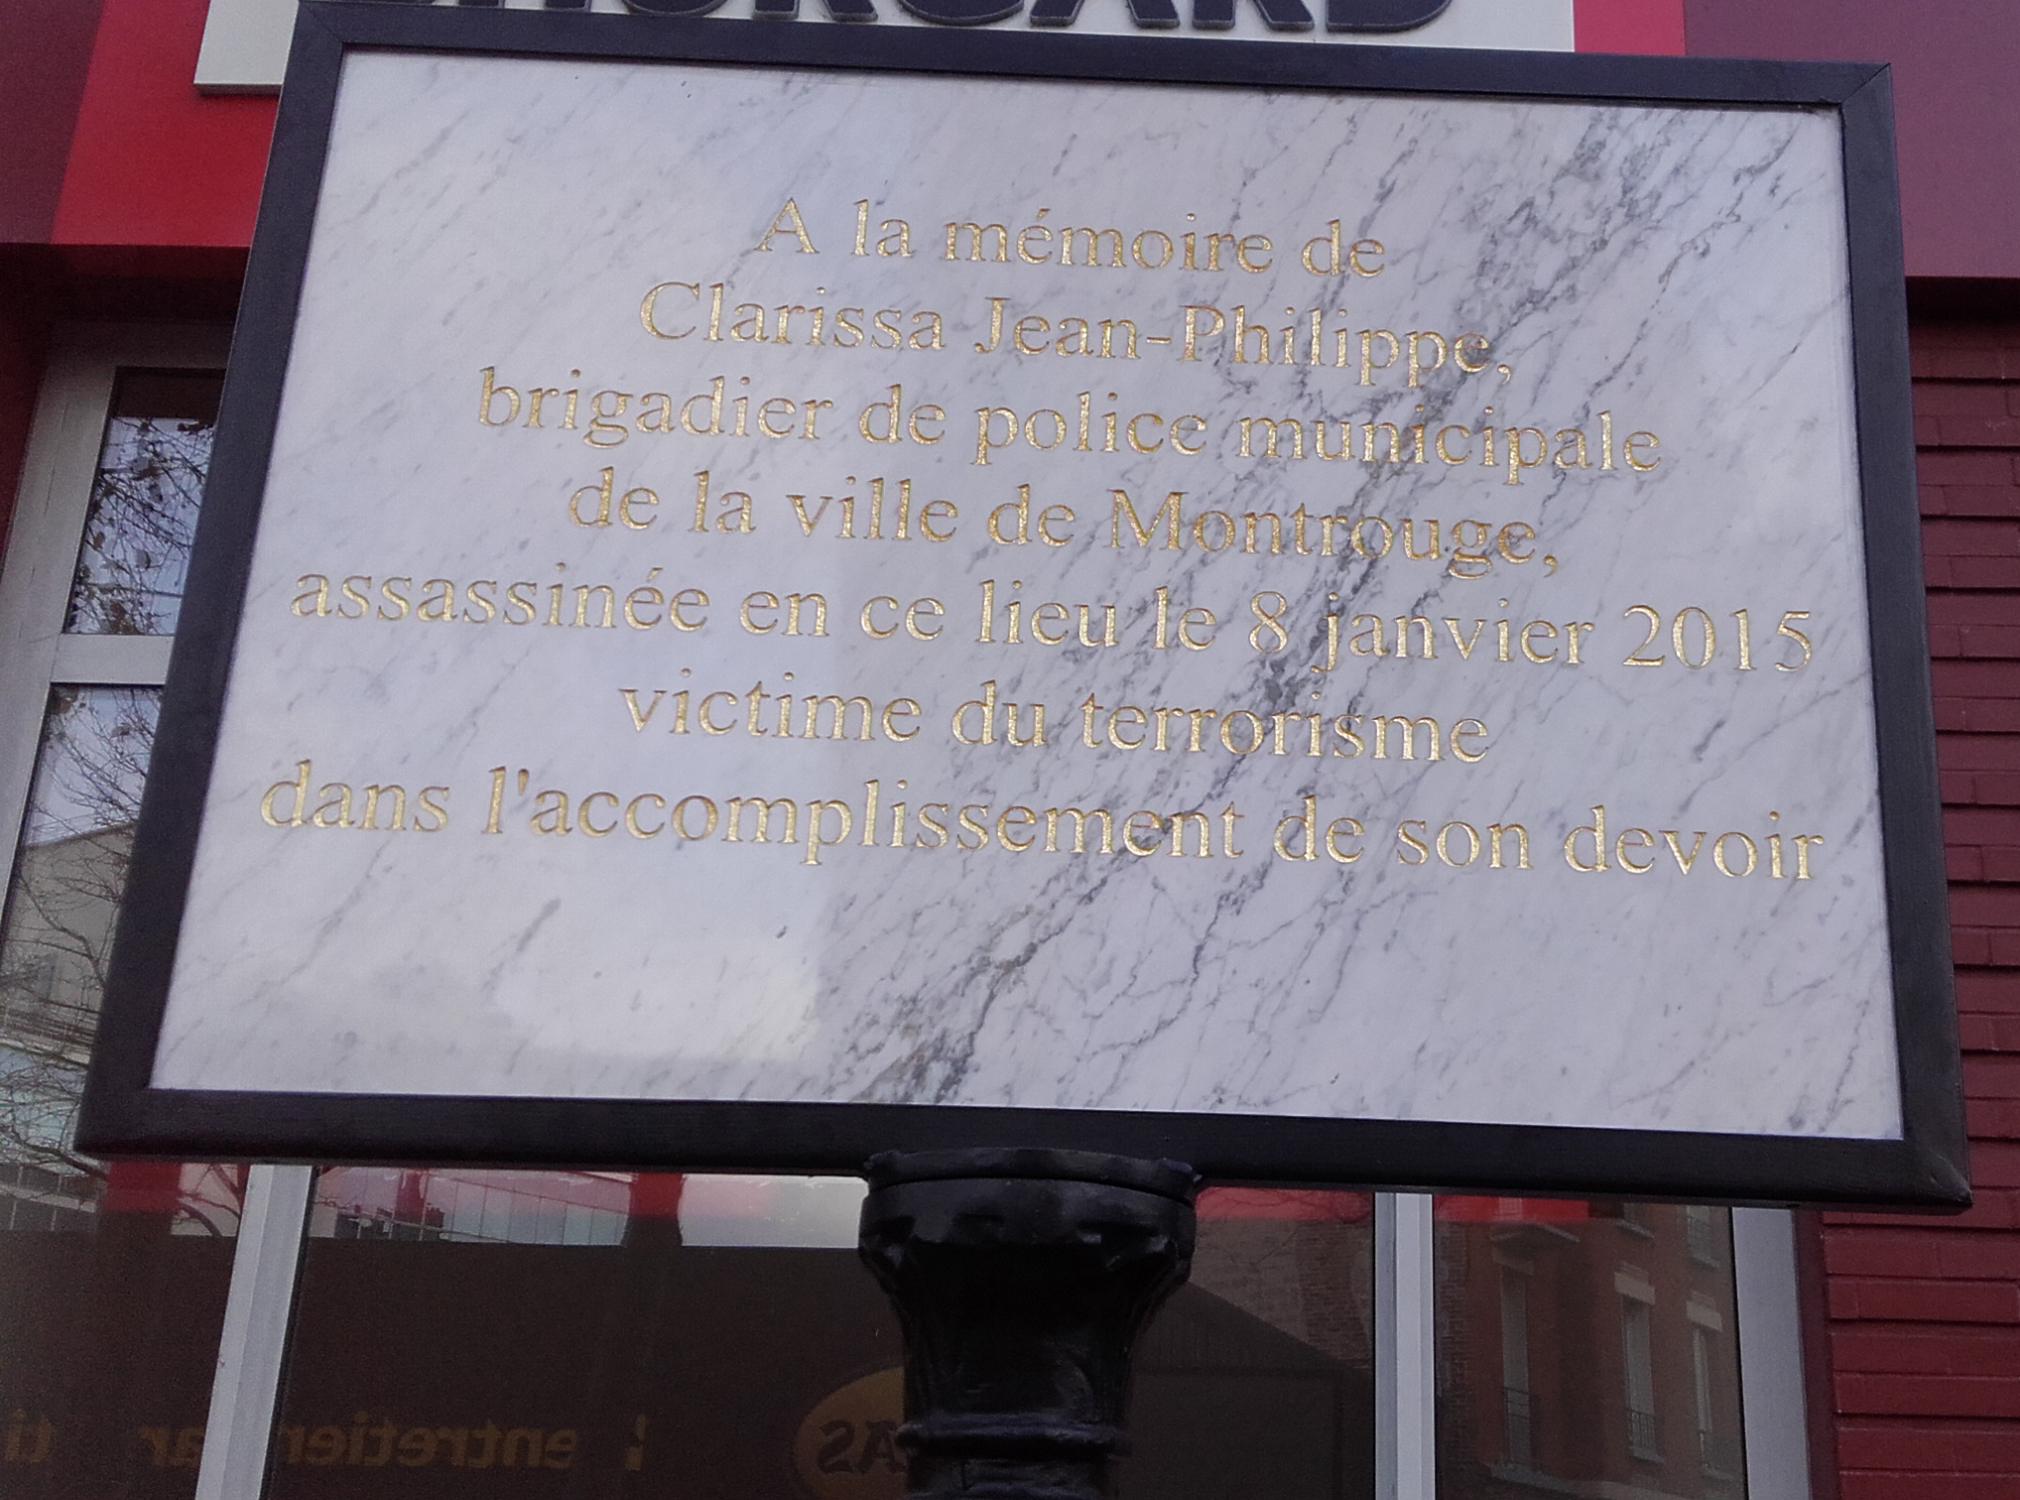 A la mémoire de
Clarissa Jean-Philippe,
brigadier de police municipale
de la ville de Montrouge,
assassinée en ce lieu le 8 janvier 2015
victime du terrorisme
dans l'accomplissement de son devoir
l'entretien